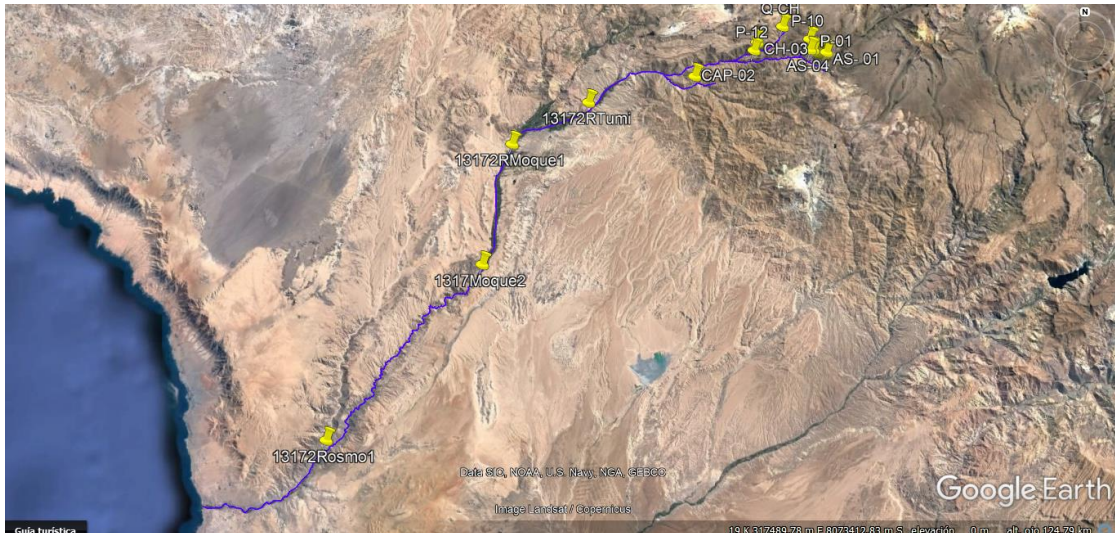 Q-CH
N
P-10
P-12
P-01
CH-03
AS- 01
AS-04
CAP-02
13172RTumi
13172RMoque1
1317Moque2
13172Rosmo1
Data SIO, NOAA, U.S. Navy, NGA, GEBCO
Google Earth
Image Landsat / Copernicus
Guía turística
19 K 317489.78 m E 8073412.83 m S elevación 0 m alt. ojo 124.79 km